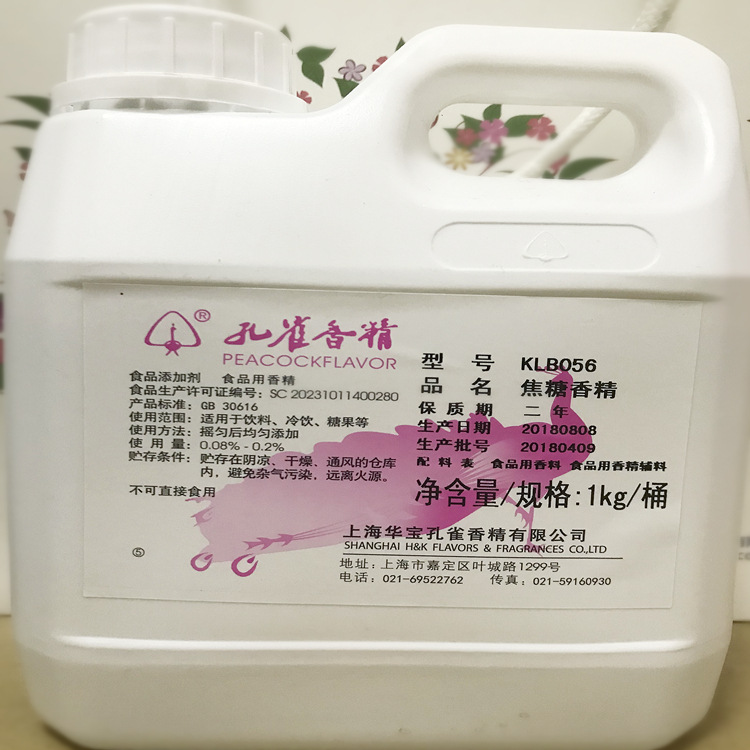 ®
孔雀香精
PEACOCKFLAVOR
食品添加剂 食品用香精
食品生产许可证编号: SC 20231011400280
产品标准: GB 30616
使用范围: 适用于饮料、冷饮、糖果等
使用方法: 摇匀后均匀添加
使 用 量: 0.08% - 0.2%
贮存条件: 贮存在阴凉、干燥、通风的仓库
内，避免杂气污染，远离火源。
不可直接食用
⑤
型 号 KLB056
品 名 焦糖香精
保 质 期 二 年
生产日期 20180808
生产批号 20180409
配 料 表 食品用香料 食品用香精辅料
净含量/规格:1kg/桶
上海华宝孔雀香精有限公司
SHANGHAI H&K FLAVORS & FRAGRANCES CO.,LTD
地址: 上海市嘉定区叶城路1299号
电话: 021-69522762 传真: 021-59160930